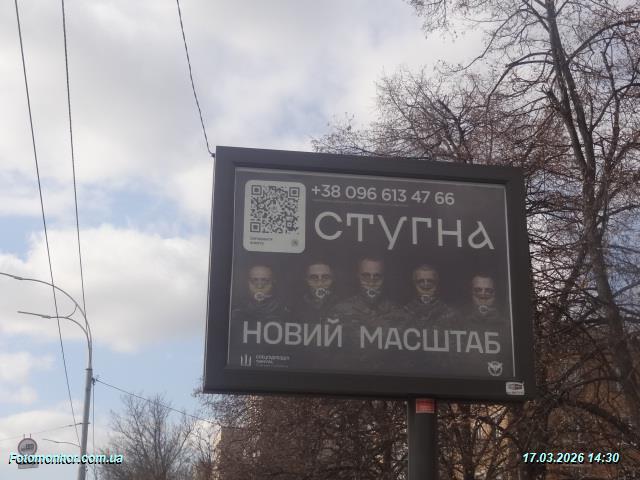 +38 096 613 47 66
СТУГНА
НОВИЙ МАСШТАБ
Fotomonitor.com.ua
17.03.2026 14:30